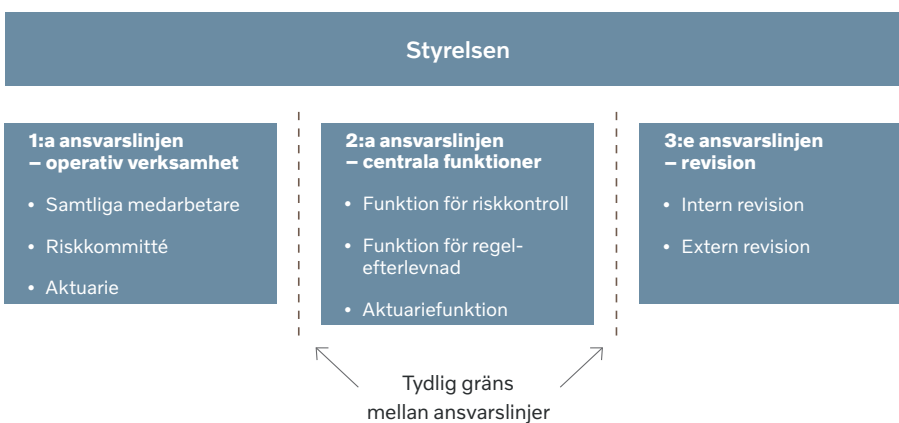 Styrelsen
1:a ansvarslinjen
– operativ verksamhet
• Samtliga medarbetare
• Riskkommitté
• Aktuarie
2:a ansvarslinjen
– centrala funktioner
• Funktion för riskkontroll
• Funktion för regel-
efterlevnad
• Aktuariefunktion
3:e ansvarslinjen
– revision
• Intern revision
• Extern revision
Tydlig gräns
mellan ansvarslinjer